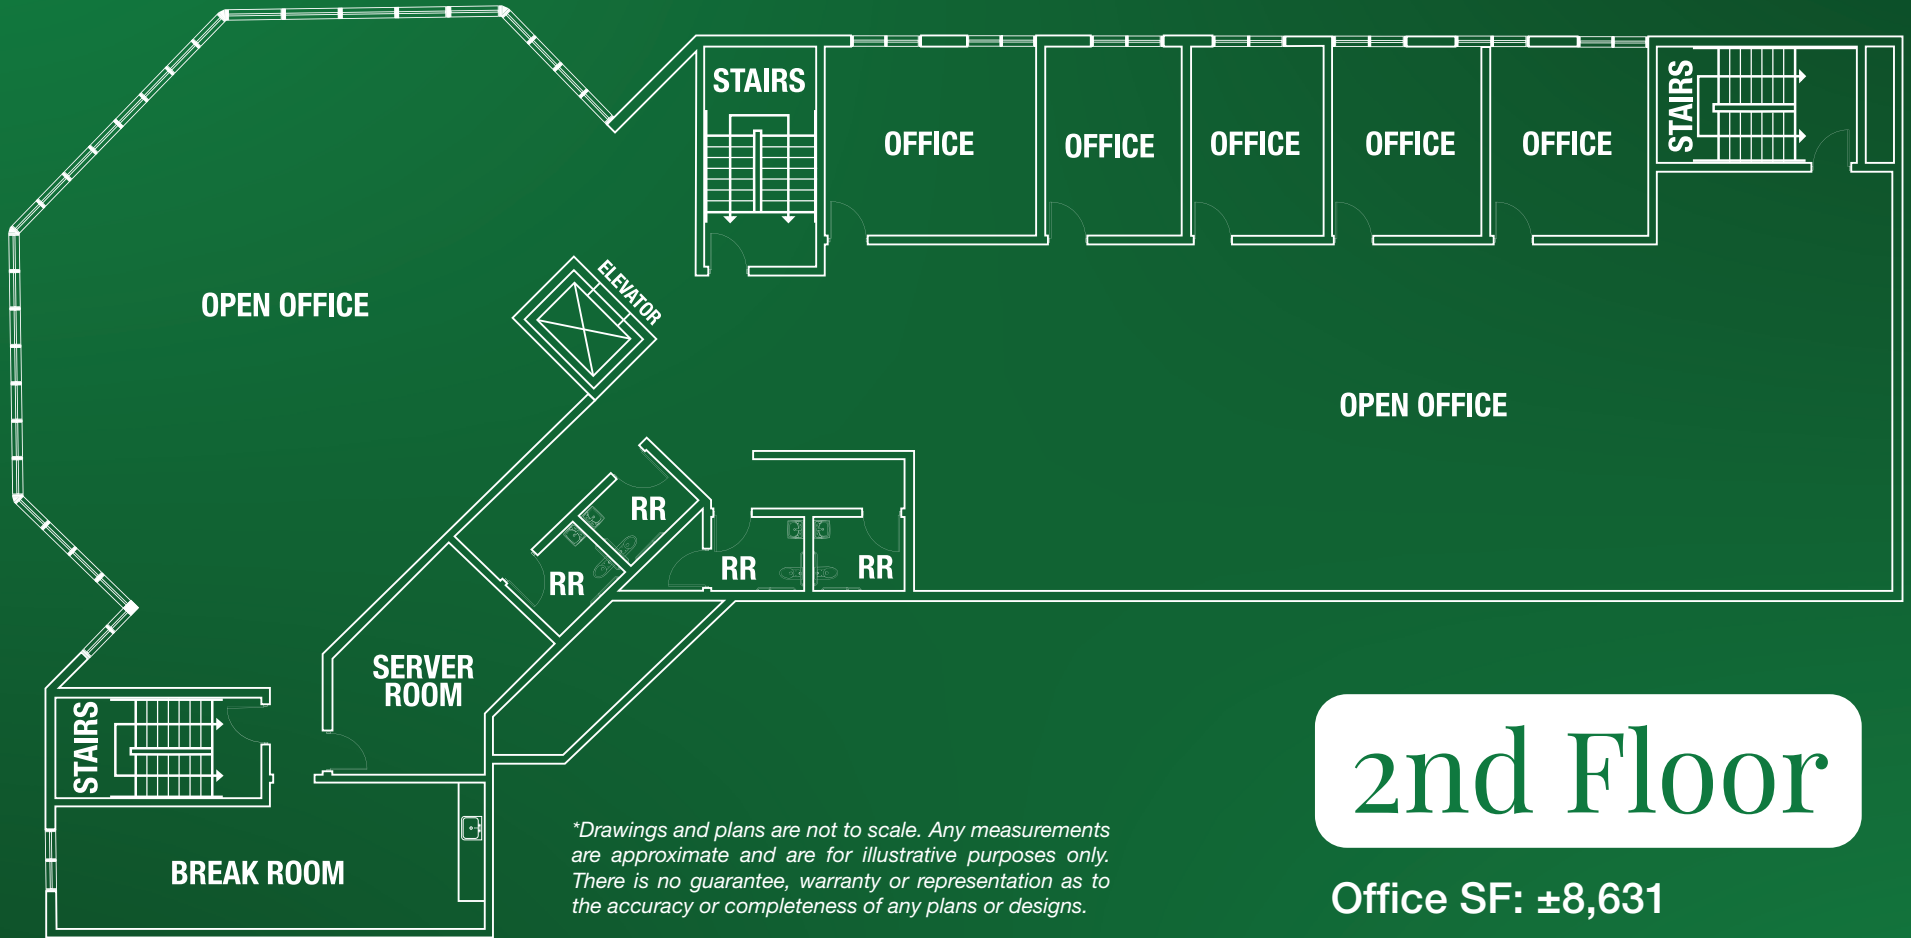 STAIRS
OFFICE
OFFICE
OFFICE
OFFICE
OFFICE
STAIRS
ELEVATOR
OPEN OFFICE
OPEN OFFICE
RR
RR
RR
RR
SERVER
ROOM
STAIRS
BREAK ROOM
*Drawings and plans are not to scale. Any measurements
are approximate and are for illustrative purposes only.
There is no guarantee, warranty or representation as to
the accuracy or completeness of any plans or designs.
2nd Floor
Office SF: ±8,631